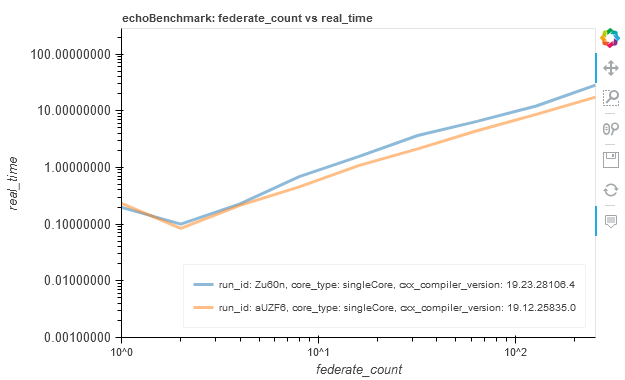 echoBenchmark: federate_count vs real_time
100.00000000
10.00000000
1.00000000
0.10000000
0.01000000
0.00100000
real_time
run_id: Zu60n, core_type: singleCore, cxx_compiler_version: 19.23.28106.4
run_id: aUZF6, core_type: singleCore, cxx_compiler_version: 19.12.25835.0
10^0
10^1
10^2
federate_count